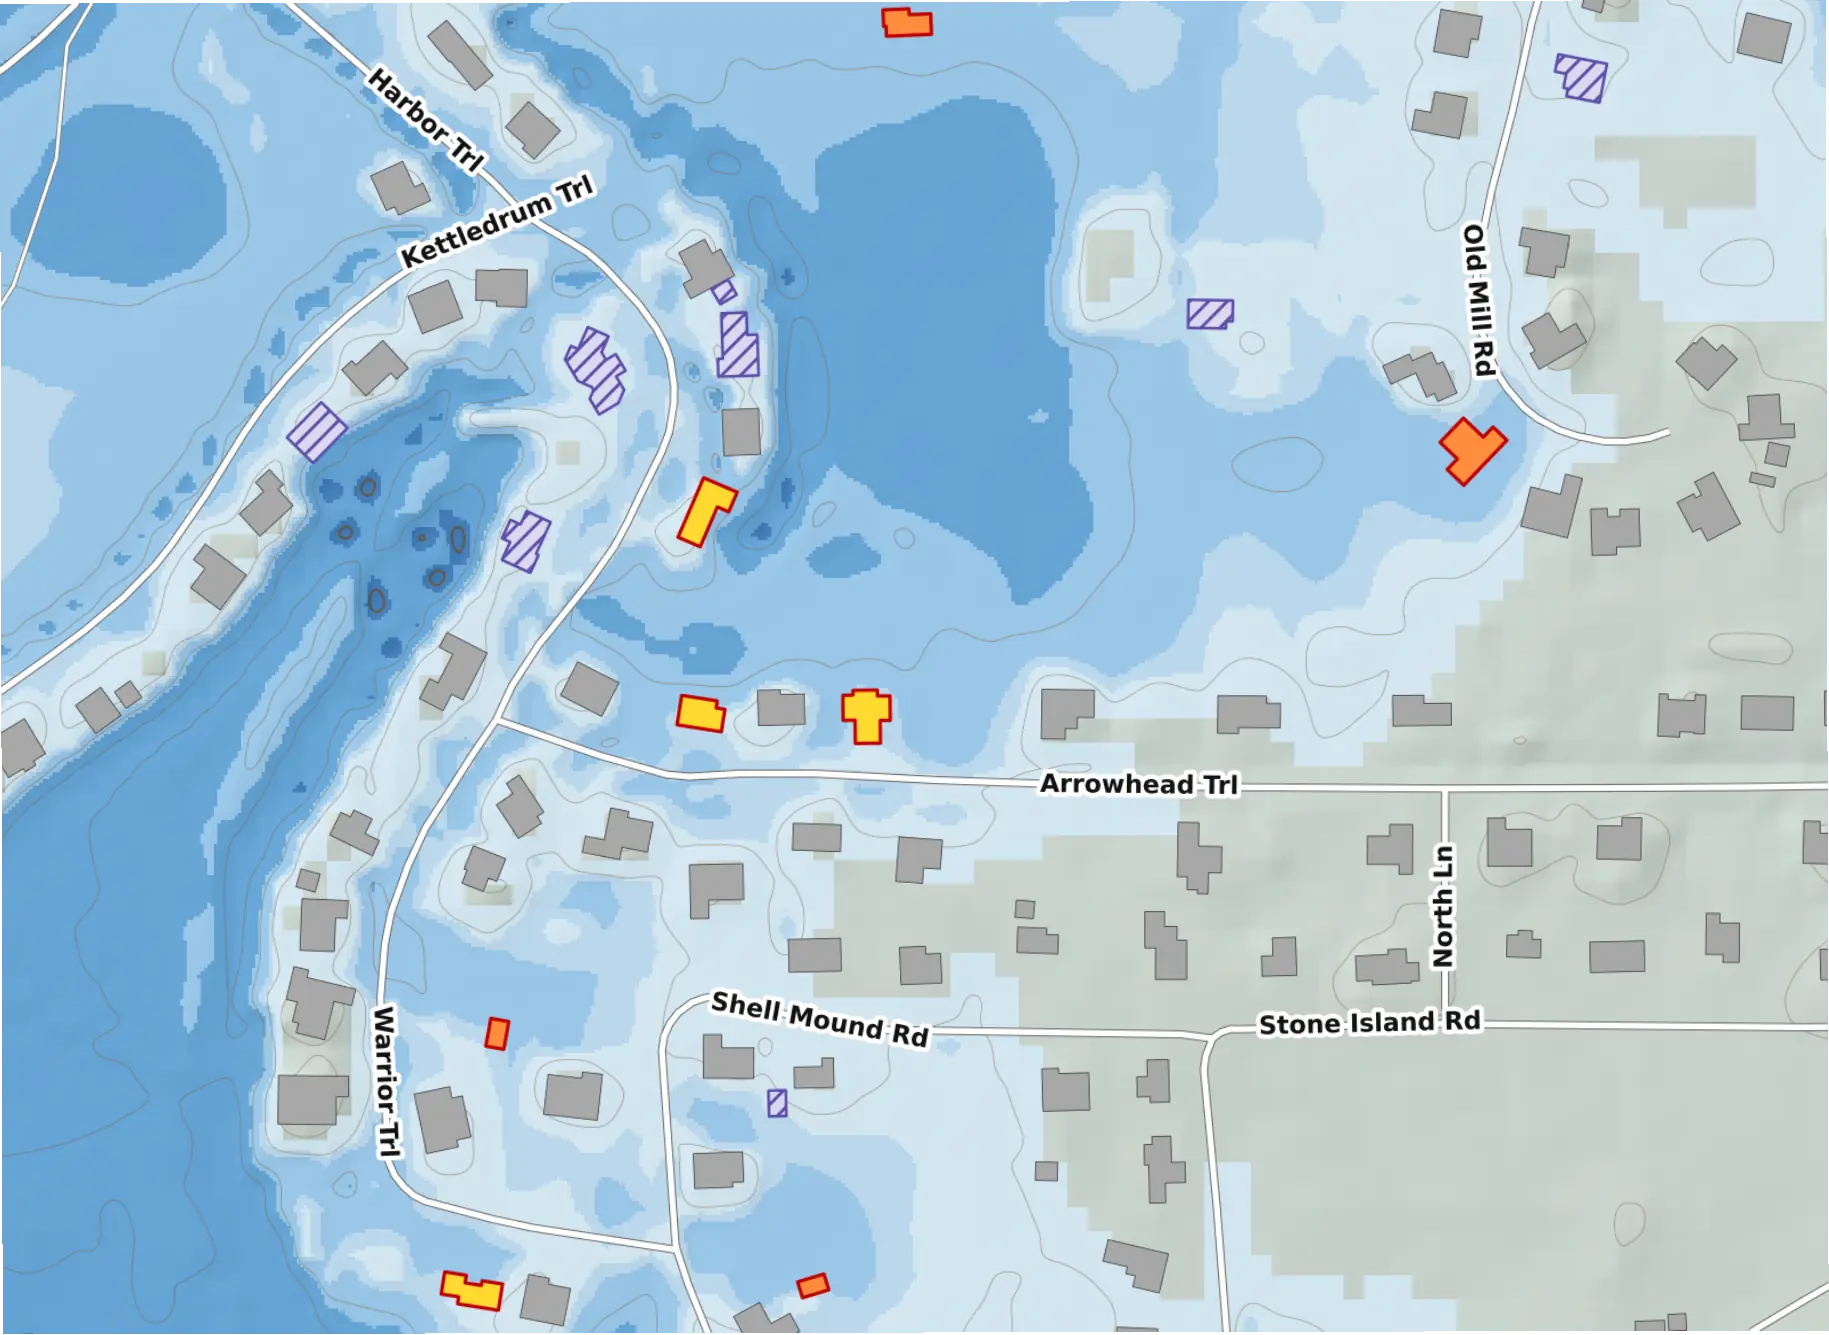 Harbor Trl
Kettledrum Trl
Old Mill Rd
Arrowhead Trl
North Ln
Shell Mound Rd
Stone Island Rd
Warrior Trl